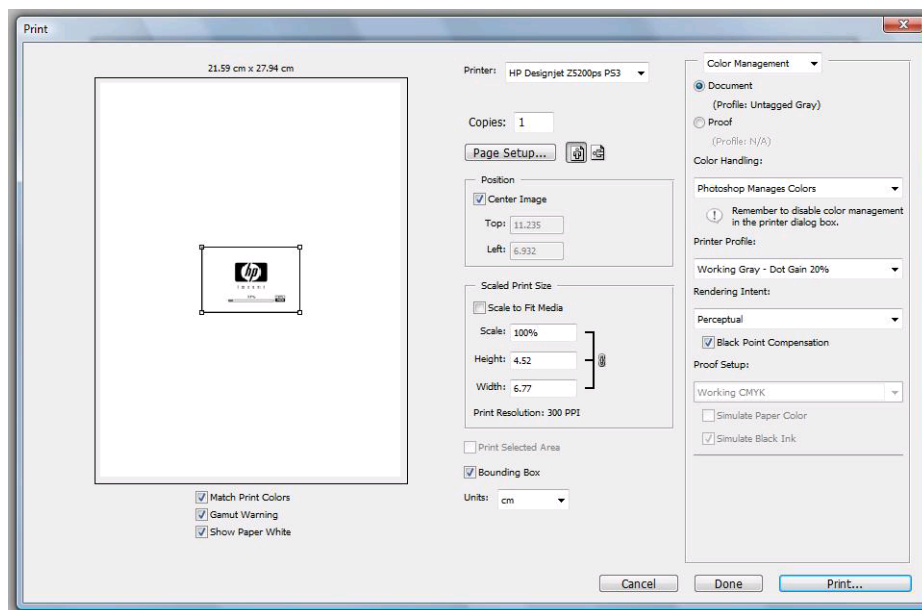 Print
21.59 cm x 27.94 cm
hp
invent
Match Print Colors
Gamut Warning
Show Paper White
Printer: HP Designjet Z5200ps PS3
Copies: 1
Page Setup...
Position
Center Image
Top: 11.235
Left: 6.932
Scaled Print Size
Scale to Fit Media
Scale: 100%
Height: 4.52
Width: 6.77
Print Resolution: 300 PPI
Print Selected Area
Bounding Box
Units: cm
Color Management
Document
(Profile: Untagged Gray)
Proof
(Profile: N/A)
Color Handling:
Photoshop Manages Colors
Remember to disable color management
in the printer dialog box.
Printer Profile:
Working Gray - Dot Gain 20%
Rendering Intent:
Perceptual
Black Point Compensation
Proof Setup:
Working CMYK
Simulate Paper Color
Simulate Black Ink
Cancel
Done
Print...